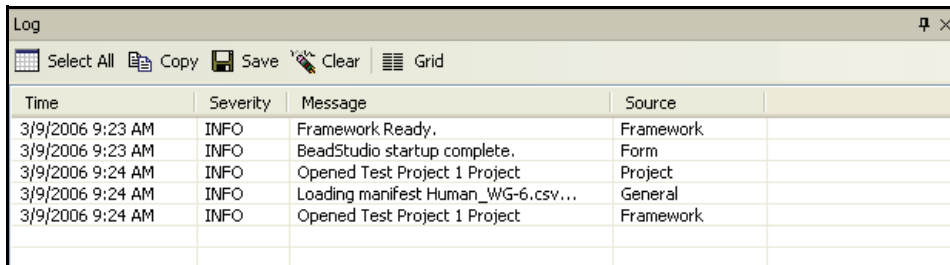 Log
Select All Copy Save Clear Grid
Time Severity Message Source
3/9/2006 9:23 AM INFO Framework Ready. Framework
3/9/2006 9:23 AM INFO BeadStudio startup complete. Form
3/9/2006 9:24 AM INFO Opened Test Project 1 Project Project
3/9/2006 9:24 AM INFO Loading manifest Human_WG-6.csv... General
3/9/2006 9:24 AM INFO Opened Test Project 1 Project Framework